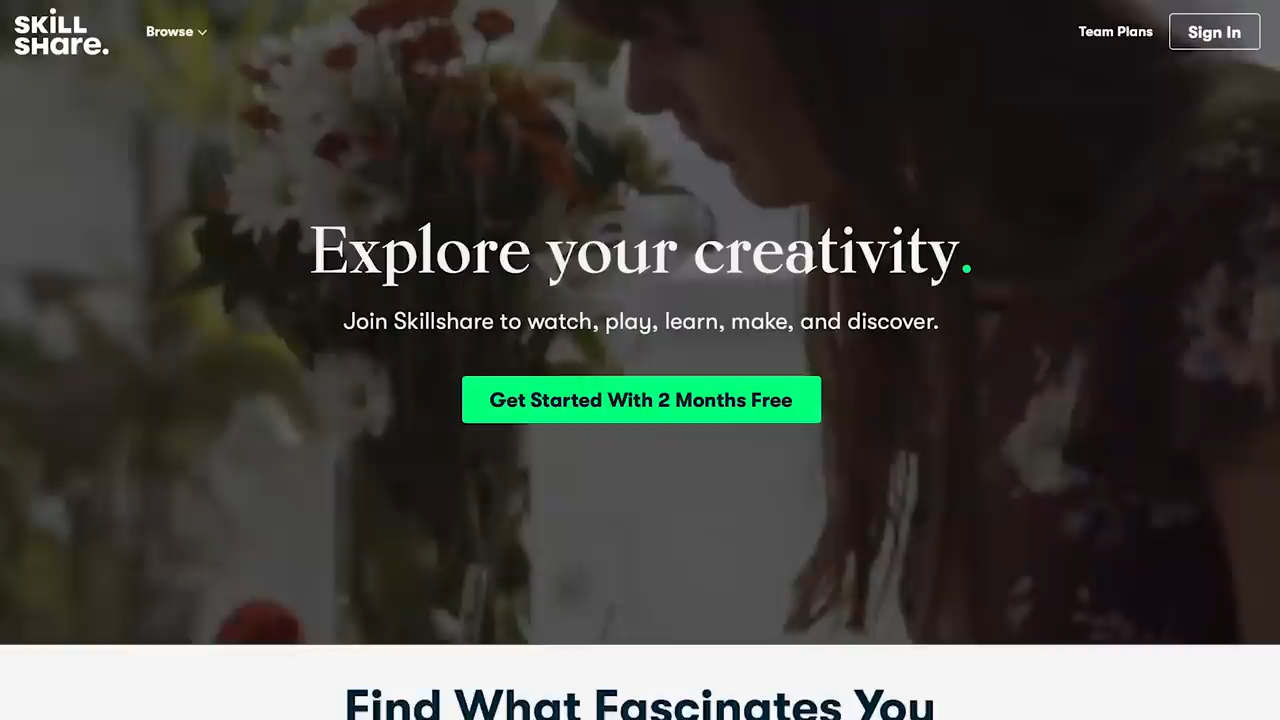 SKiLL
SHare.
Browse
Team Plans
Sign In
Explore your creativity.
Join Skillshare to watch, play, learn, make, and discover.
Get Started With 2 Months Free
Find What Fascinates You